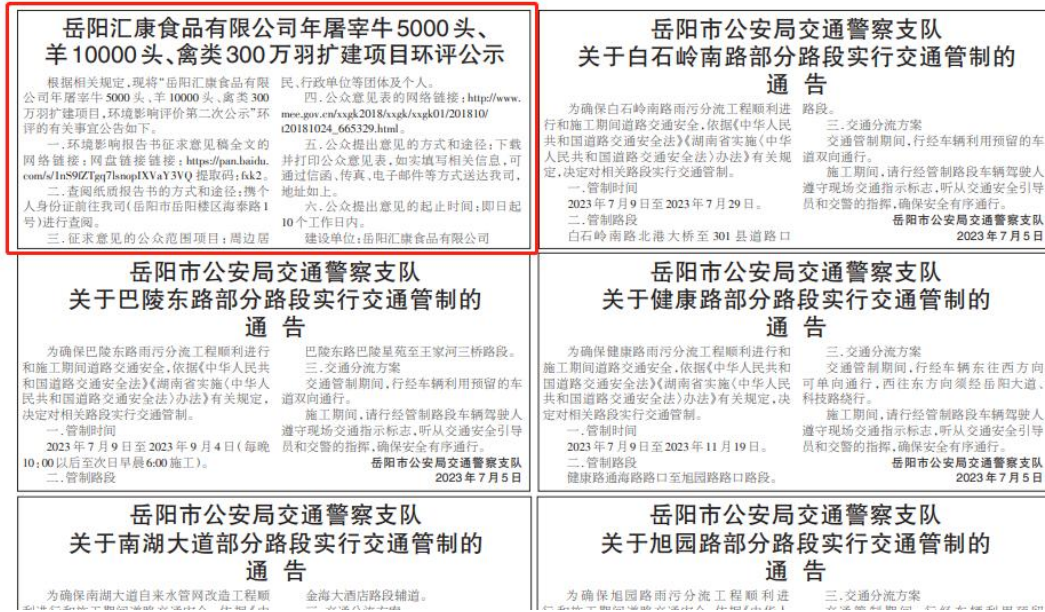 岳阳汇康食品有限公司年屠宰牛5000头、
羊10000头、禽类300万羽扩建项目环评公示
根据相关规定,现将“岳阳汇康食品有限
公司年屠宰牛5000头、羊10000头、禽类300
万羽扩建项目,环境影响评价第二次公示”环
评的有关事宜公告如下。
一.环境影响报告书征求意见稿全文的
网络链接:网盘链接链接:https://pan.baidu.
com/s/1nS9fZTgq7lsnopIXVaY3VQ 提取码:fxk2。
二.查阅纸质报告书的方式和途径:携个
人身份证前往我司(岳阳市岳阳楼区海泰路1
号)进行查阅。
三.征求意见的公众范围项目:周边居
民、行政单位等团体及个人。
四.公众意见表的网络链接:http://www.
mee.gov.cn/xxgk2018/xxgk/xxgk01/201810/
t20181024_665329.html。
五.公众提出意见的方式和途径:下载
并打印公众意见表,如实填写相关信息,可
通过信函、传真、电子邮件等方式送达我司,
地址如上。
六.公众提出意见的起止时间:即日起
10个工作日内。
建设单位:岳阳汇康食品有限公司
岳阳市公安局交通警察支队
关于白石岭南路部分路段实行交通管制的
通 告
为确保白石岭南路雨污分流工程顺利进
行和施工期间道路交通安全,依据《中华人民
共和国道路交通安全法》《湖南省实施〈中华
人民共和国道路交通安全法〉办法》有关规
定,决定对相关路段实行交通管制。
一.管制时间
2023年7月9日至2023年7月29日。
二.管制路段
白石岭南路北港大桥至301县道路口
路段。
三.交通分流方案
交通管制期间,行经车辆利用预留的车
道双向通行。
施工期间,请行经管制路段车辆驾驶人
遵守现场交通指示标志,听从交通安全引导
员和交警的指挥,确保安全有序通行。
岳阳市公安局交通警察支队
2023年7月5日
岳阳市公安局交通警察支队
关于巴陵东路部分路段实行交通管制的
通 告
为确保巴陵东路雨污分流工程顺利进行
和施工期间道路交通安全,依据《中华人民共
和国道路交通安全法》《湖南省实施〈中华人
民共和国道路交通安全法〉办法》有关规定,
决定对相关路段实行交通管制。
一.管制时间
2023年7月9日至2023年9月4日(每晚
10:00以后至次日早晨6:00施工)。
二.管制路段
巴陵东路巴陵星苑至王家河三桥路段。
三.交通分流方案
交通管制期间,行经车辆利用预留的车
道双向通行。
施工期间,请行经管制路段车辆驾驶人
遵守现场交通指示标志,听从交通安全引导
员和交警的指挥,确保安全有序通行。
岳阳市公安局交通警察支队
2023年7月5日
岳阳市公安局交通警察支队
关于健康路部分路段实行交通管制的
通 告
为确保健康路雨污分流工程顺利进行和
施工期间道路交通安全,依据《中华人民共和
国道路交通安全法》《湖南省实施〈中华人民
共和国道路交通安全法〉办法》有关规定,决
定对相关路段实行交通管制。
一.管制时间
2023年7月9日至2023年11月19日。
二.管制路段
健康路通海路路口至旭园路路口路段。
三.交通分流方案
交通管制期间,行经车辆东往西方向
可单向通行,西往东方向须经岳阳大道、
科技路绕行。
施工期间,请行经管制路段车辆驾驶人
遵守现场交通指示标志,听从交通安全引导
员和交警的指挥,确保安全有序通行。
岳阳市公安局交通警察支队
2023年7月5日
岳阳市公安局交通警察支队
关于南湖大道部分路段实行交通管制的
通 告
为确保南湖大道自来水管网改造工程顺
金海大酒店路段辅道。
岳阳市公安局交通警察支队
关于旭园路部分路段实行交通管制的
通 告
为确保旭园路雨污分流工程顺利进
三.交通分流方案